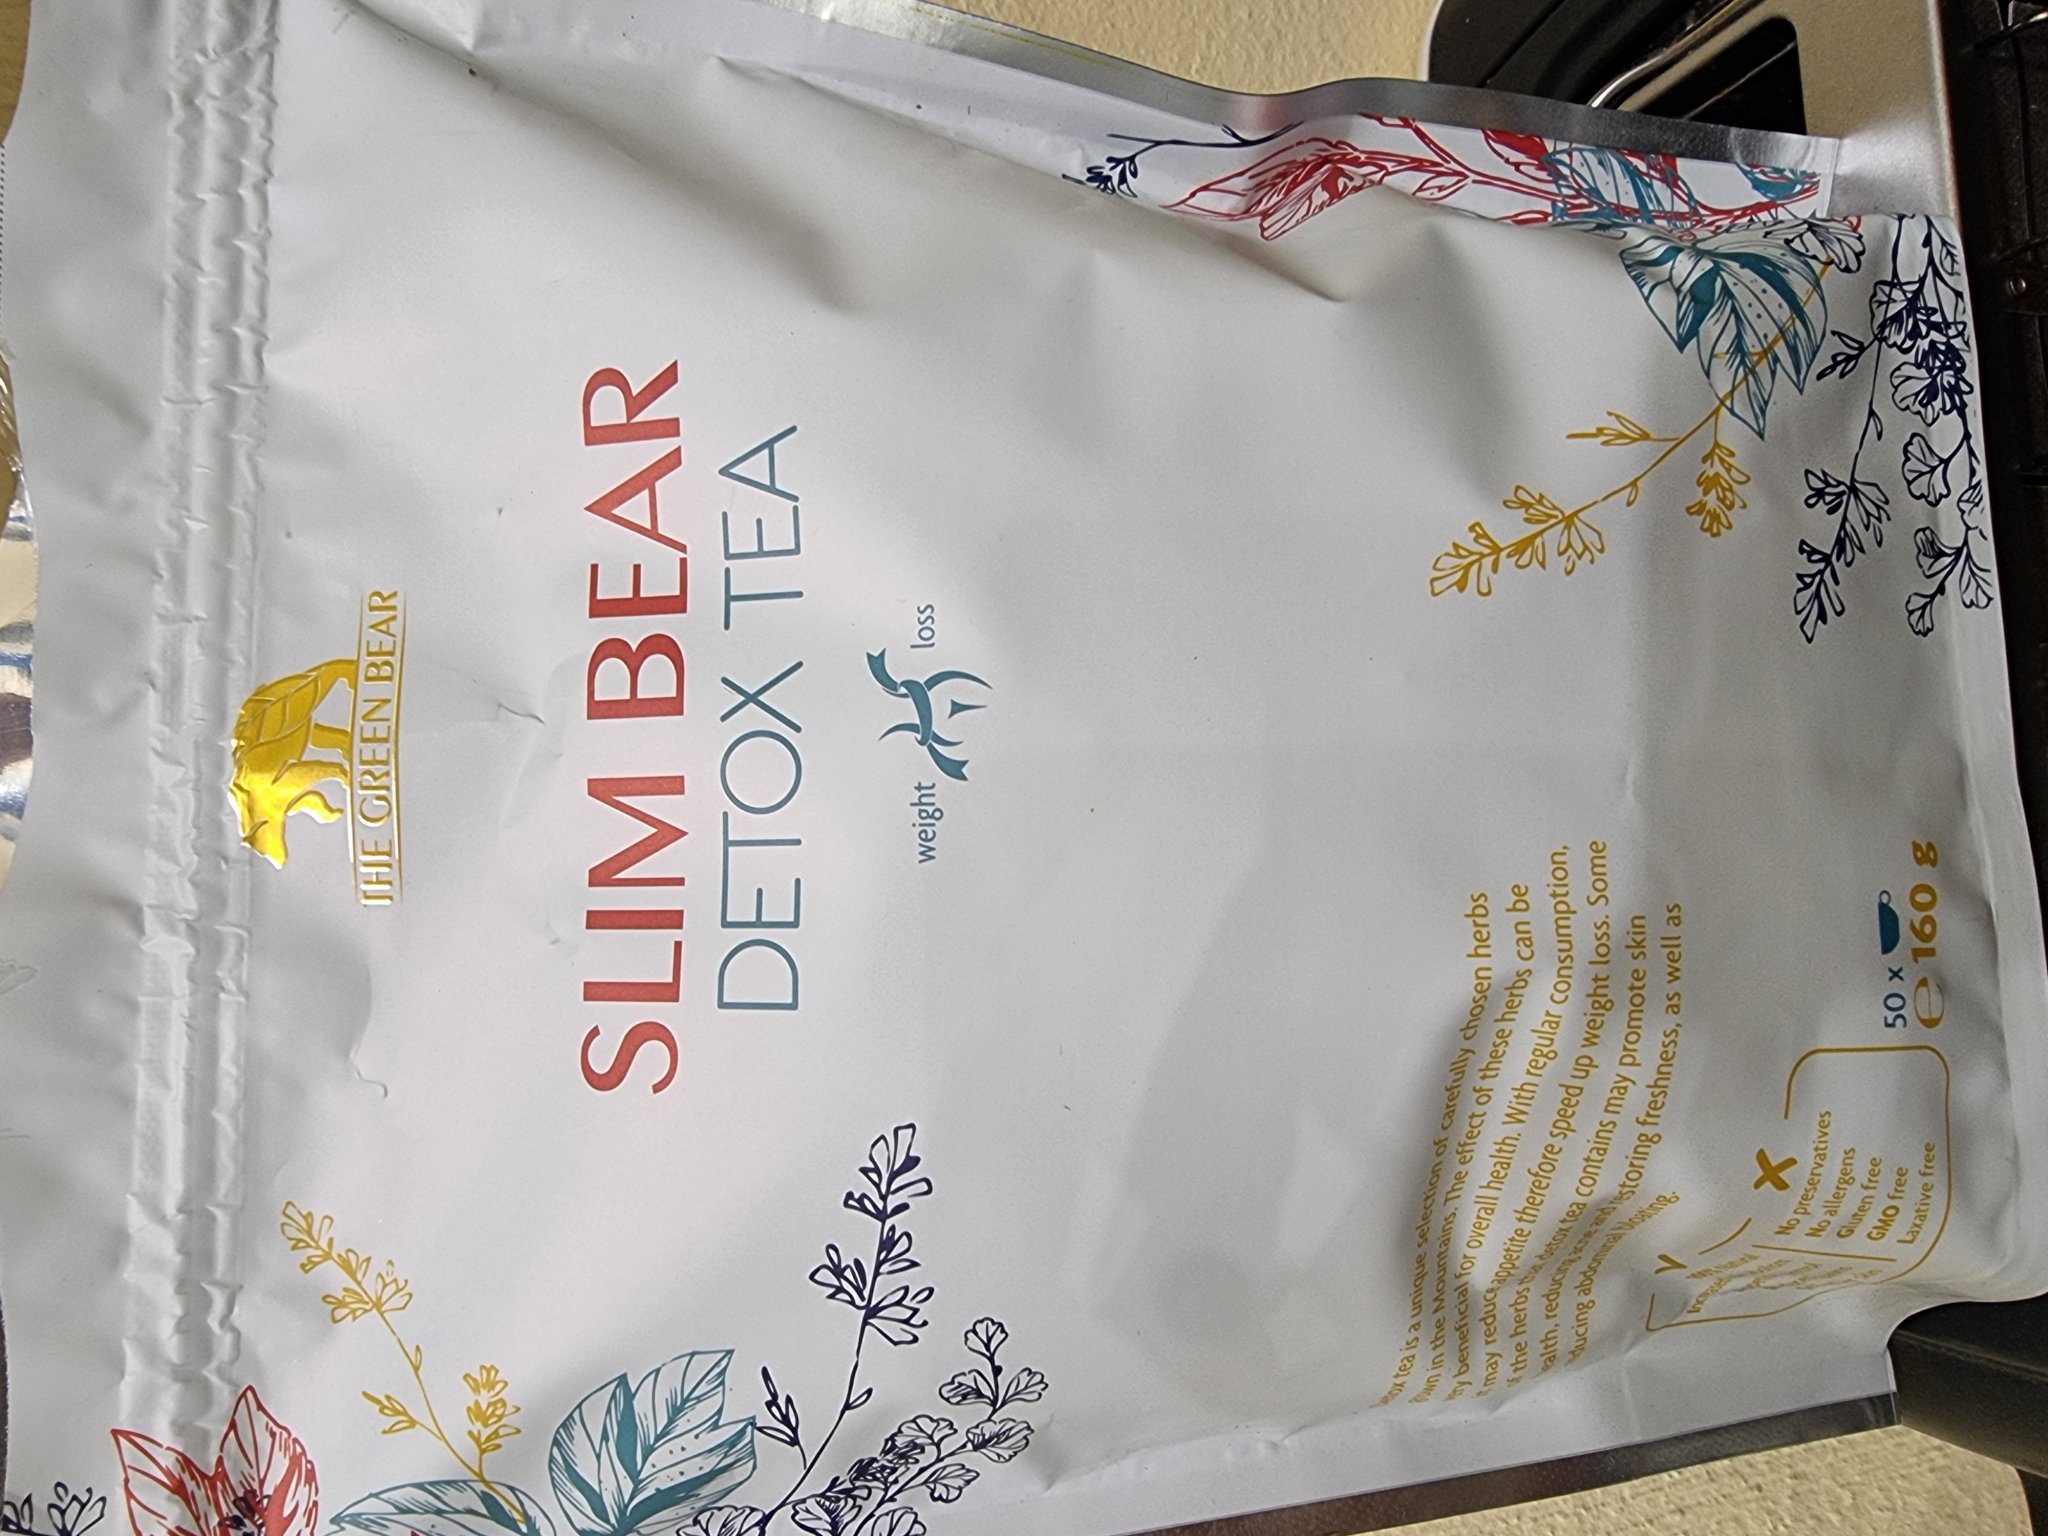 THE GREEN BEAR
SLIM BEAR
DETOX TEA
weight loss
tea is a unique selection of carefully chosen herbs
in the Mountains. The effect of these herbs can be
beneficial for overall health. With regular consumption,
it may reduce appetite therefore speed up weight loss. Some
of the herbs that detox tea contains may promote skin
health, reducing acne and restoring freshness, as well as
reducing abdominal bloating.
No preservatives
No allergens
Gluten free
GMO free
Laxative free
50 x
e 160 g